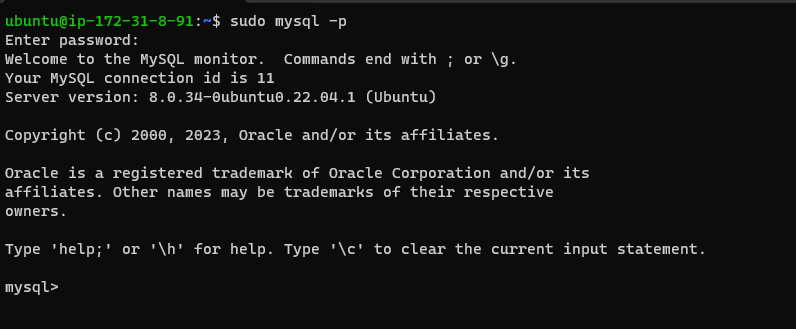 ubuntu@ip-172-31-8-91:~$ sudo mysql -p
Enter password:
Welcome to the MySQL monitor.  Commands end with ; or \g.
Your MySQL connection id is 11
Server version: 8.0.34-0ubuntu0.22.04.1 (Ubuntu)

Copyright (c) 2000, 2023, Oracle and/or its affiliates.

Oracle is a registered trademark of Oracle Corporation and/or its
affiliates. Other names may be trademarks of their respective
owners.

Type 'help;' or '\h' for help. Type '\c' to clear the current input statement.

mysql>